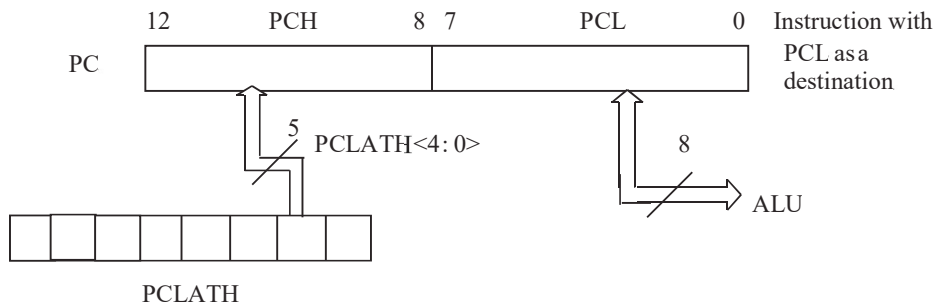 12 PCH 8 7 PCL 0 Instruction with
PC PCL as a
destination
5
PCLATH<4:0>
8
ALU
PCLATH